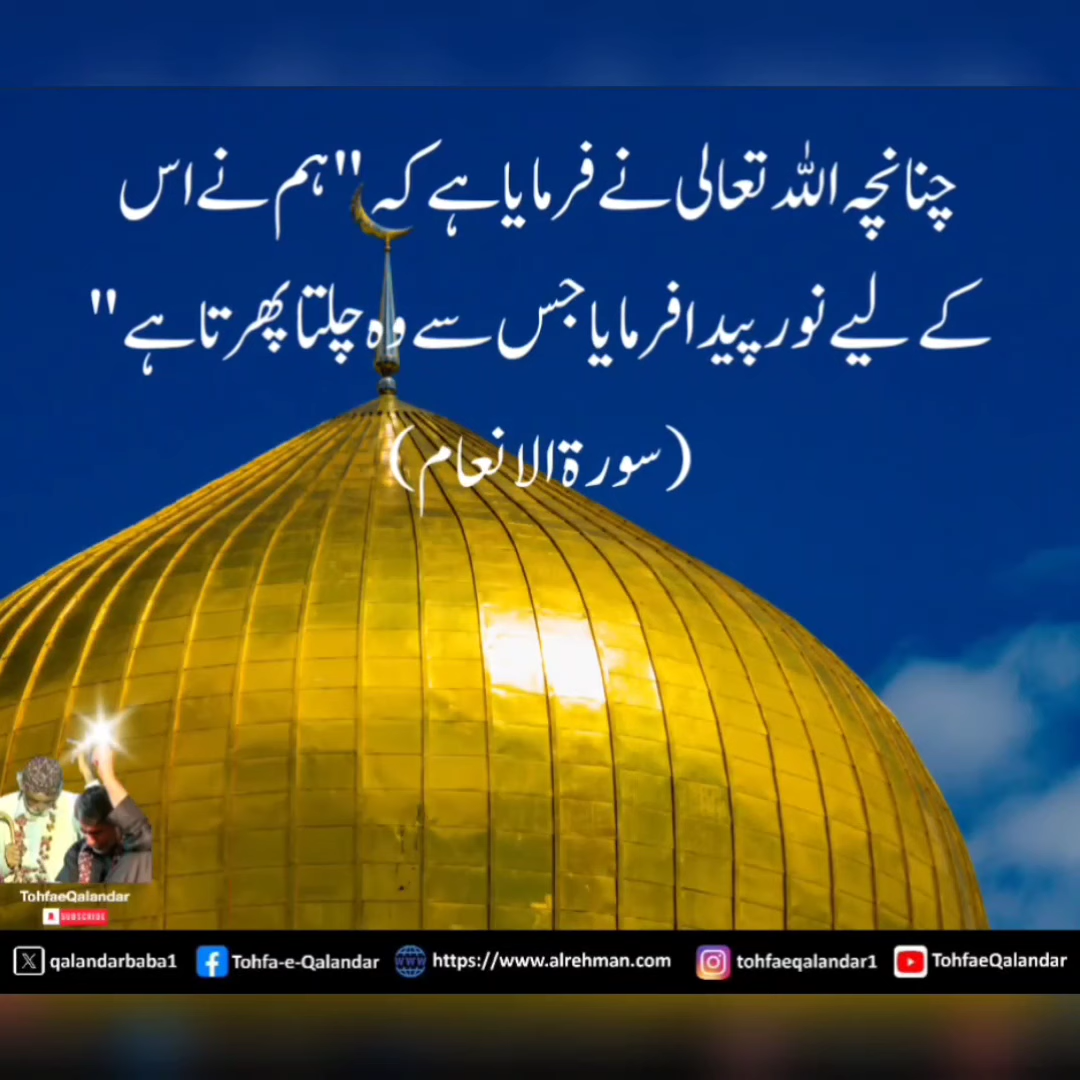 چنانچہ اللہ تعالی نے فرمایا ہے کہ "ہم نے اس
کے لیے نور پیدا فرمایا جس سے وہ چلتا پھرتا ہے"
(سورۃ الانعام)
TohfaeQalandar
SUBSCRIBE
qalandarbaba1 Tohfa-e-Qalandar https://www.alrehman.com tohfaeqalandar1 TohfaeQalandar